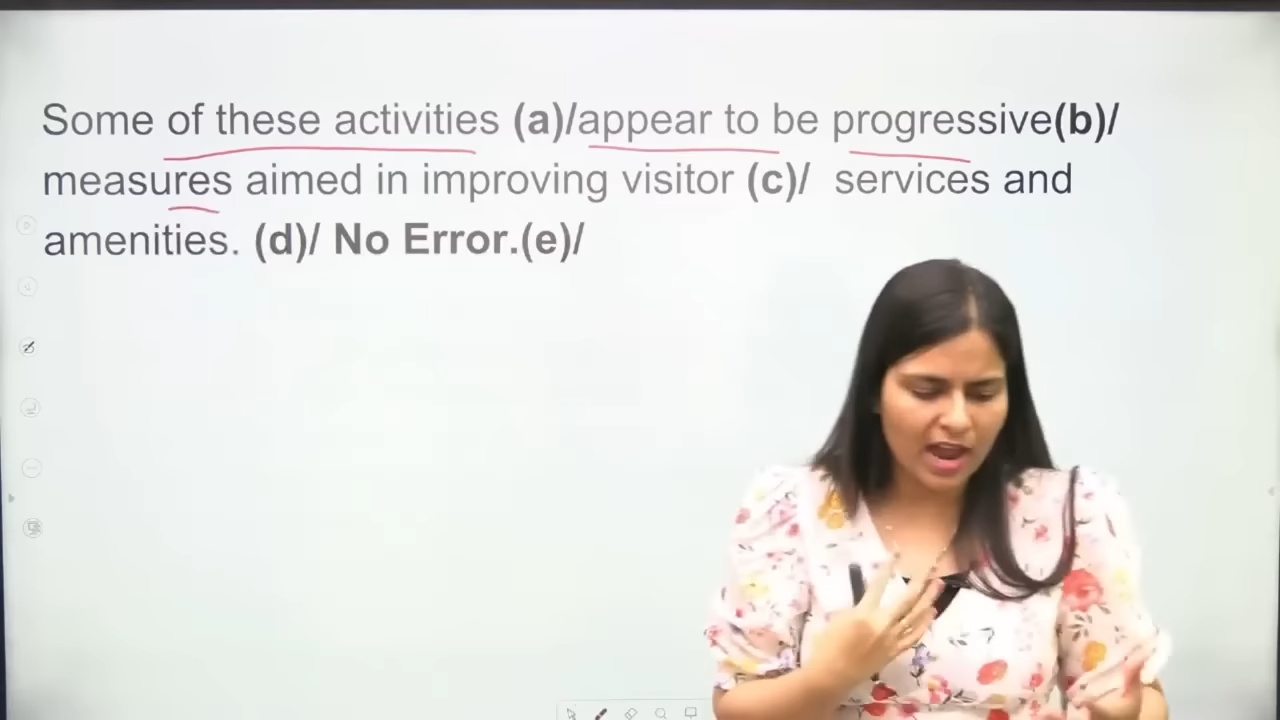 Some of these activities (a)/appear to be progressive(b)/
measures aimed in improving visitor (c)/ services and
amenities. (d)/ No Error.(e)/